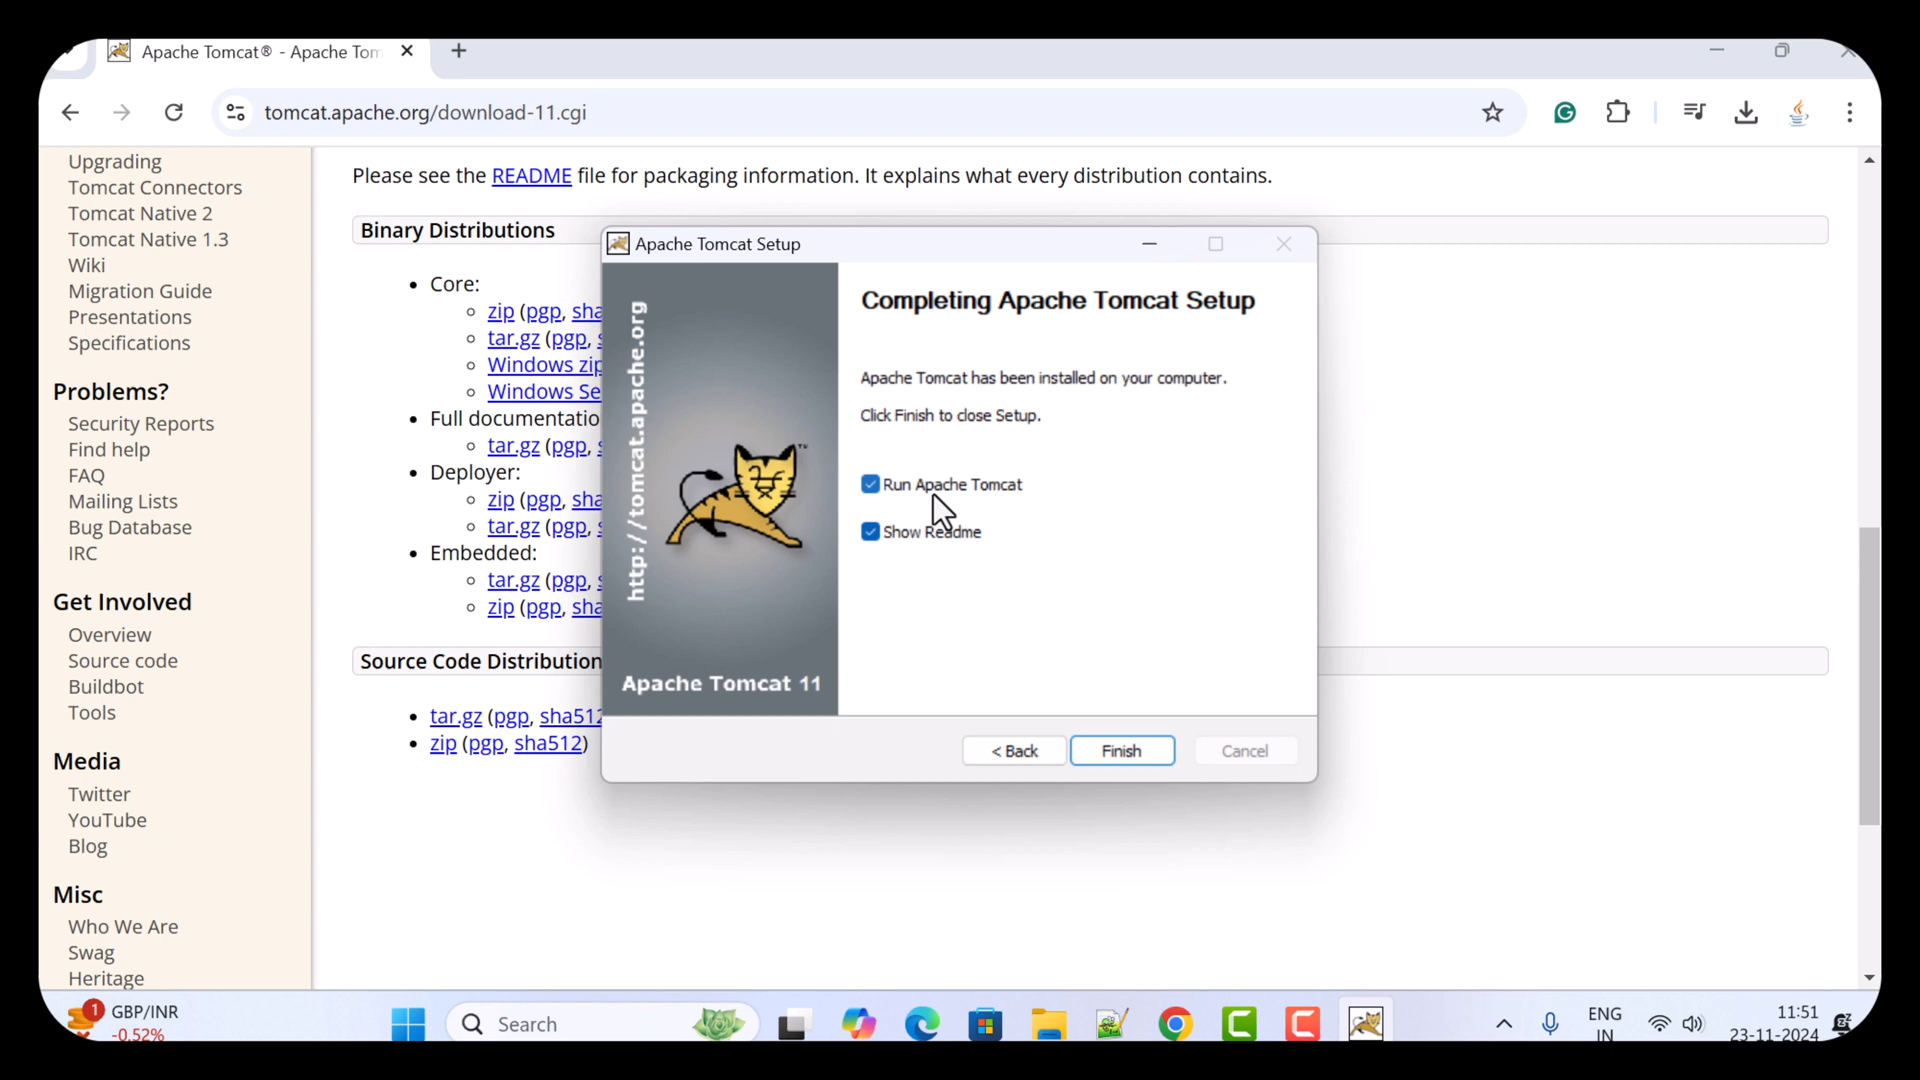 Apache Tomcat® - Apache Tom
tomcat.apache.org/download-11.cgi
Upgrading
Tomcat Connectors
Tomcat Native 2
Tomcat Native 1.3
Wiki
Migration Guide
Presentations
Specifications
Problems?
Security Reports
Find help
FAQ
Mailing Lists
Bug Database
IRC
Get Involved
Overview
Source code
Buildbot
Tools
Media
Twitter
YouTube
Blog
Misc
Who We Are
Swag
Heritage
Please see the README file for packaging information. It explains what every distribution contains.
Binary Distributions
Core:
zip (pgp, sha
tar.gz (pgp, s
Windows zip
Windows Se
Full documentatio
tar.gz (pgp, s
Deployer:
zip (pgp, sha
tar.gz (pgp, s
Embedded:
tar.gz (pgp, s
zip (pgp, sha
Source Code Distribution
tar.gz (pgp, sha512
zip (pgp, sha512)
Apache Tomcat Setup
http://tomcat.apache.org
TM
Apache Tomcat 11
Completing Apache Tomcat Setup
Apache Tomcat has been installed on your computer.
Click Finish to close Setup.
Run Apache Tomcat
Show Readme
< Back
Finish
Cancel
1
GBP/INR
-0.52%
Search
ENG
IN
11:51
23-11-2024